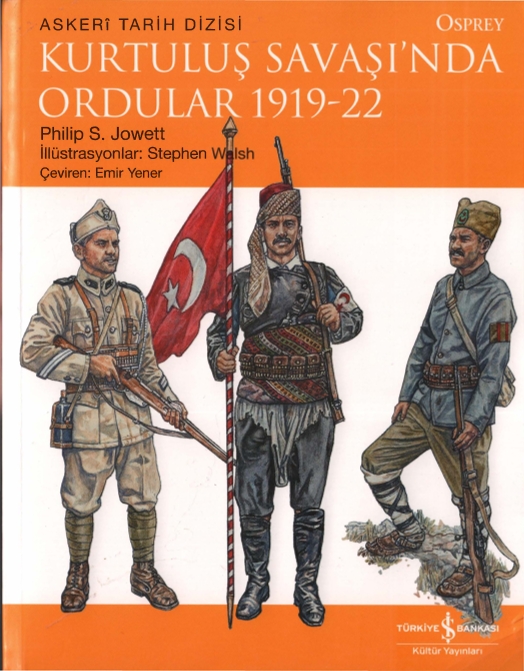 ASKERÎ TARİH DİZİSİ
OSPREY
KURTULUŞ SAVAŞI'NDA
ORDULAR 1919-22
Philip S. Jowett
İllüstrasyonlar: Stephen Walsh
Çeviren: Emir Yener
TÜRKİYE İŞ BANKASI
Kültür Yayınları